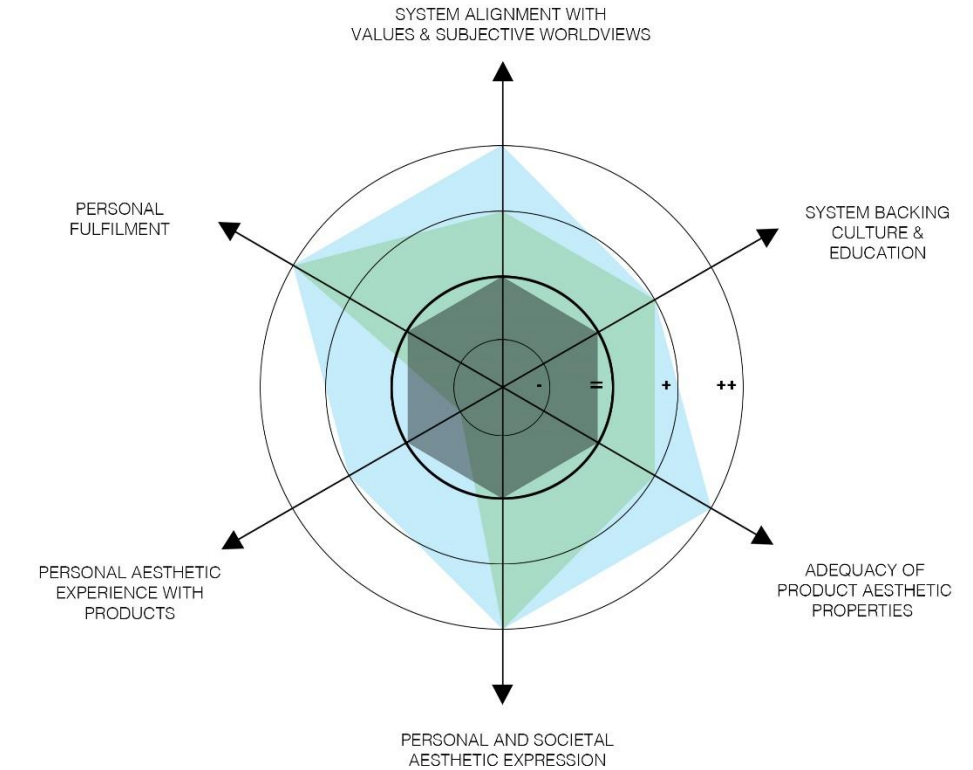 SYSTEM ALIGNMENT WITH
VALUES & SUBJECTIVE WORLDVIEWS
PERSONAL
FULFILMENT
SYSTEM BACKING
CULTURE &
EDUCATION
- = + ++
PERSONAL AESTHETIC
EXPERIENCE WITH
PRODUCTS
ADEQUACY OF
PRODUCT AESTHETIC
PROPERTIES
PERSONAL AND SOCIETAL
AESTHETIC EXPRESSION